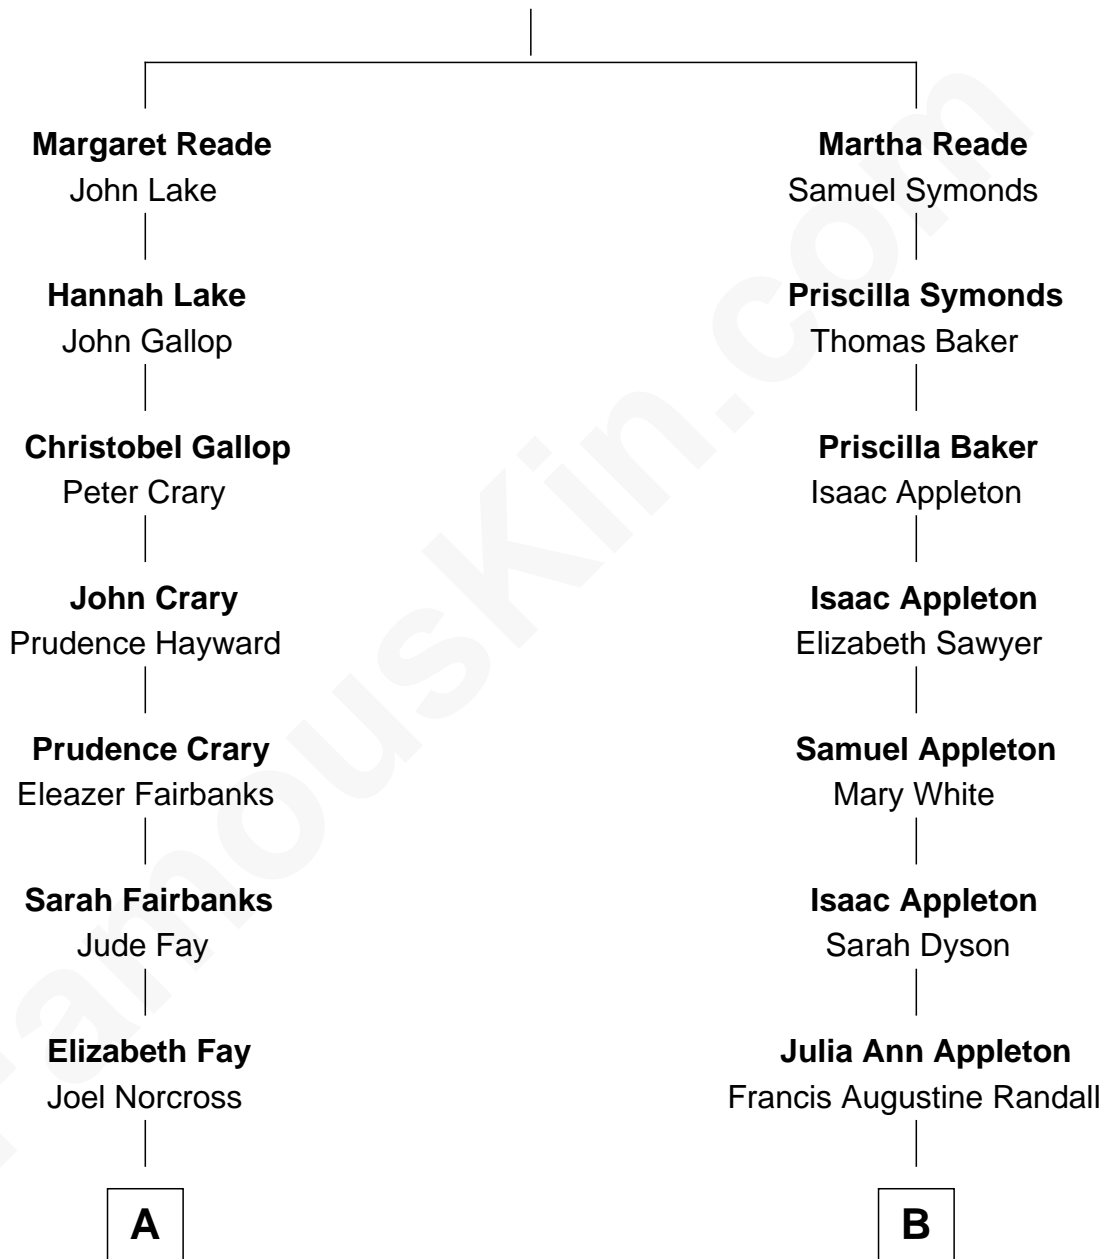 Margaret Reade
John Lake
Hannah Lake
John Gallop
Christobel Gallop
Peter Crary
John Crary
Prudence Hayward
Prudence Crary
Eleazer Fairbanks
Sarah Fairbanks
Jude Fay
Elizabeth Fay
Joel Norcross
A
Martha Reade
Samuel Symonds
Priscilla Symonds
Thomas Baker
Priscilla Baker
Isaac Appleton
Isaac Appleton
Elizabeth Sawyer
Samuel Appleton
Mary White
Isaac Appleton
Sarah Dyson
Julia Ann Appleton
Francis Augustine Randall
B
FamousKin.com